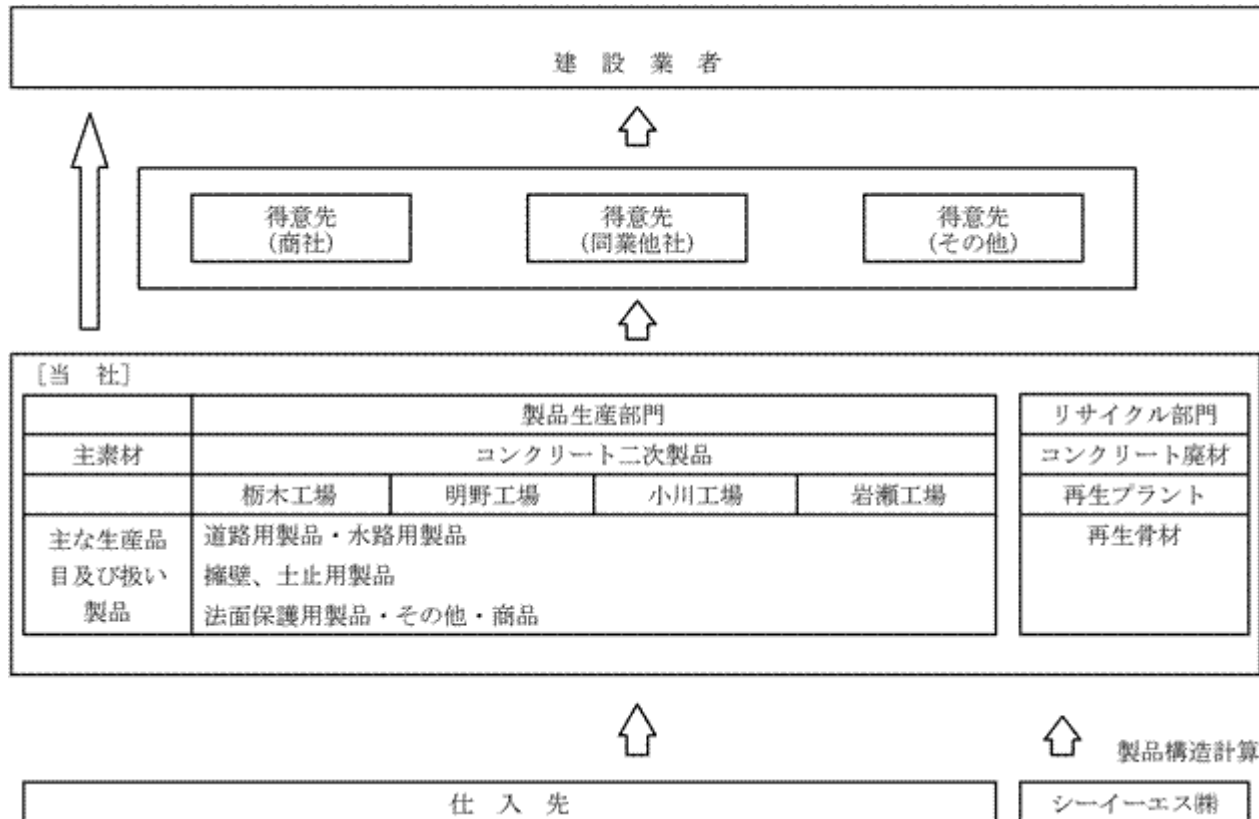 建設業者
得意先
(商社)
得意先
(同業他社)
得意先
(その他)
[当 社]
製品生産部門
主素材
コンクリート二次製品
栃木工場
明野工場
小川工場
岩瀬工場
主な生産品
目及び扱い
製品
道路用製品・水路用製品
擁壁、土止用製品
法面保護用製品・その他・商品
リサイクル部門
コンクリート廃材
再生プラント
再生骨材
製品構造計算
仕入先
シーイーエス㈱